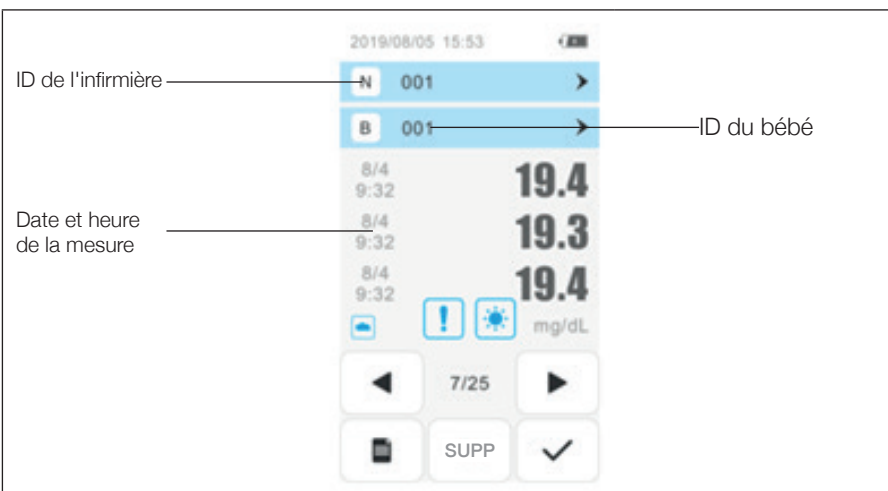 2019/08/05 15:53
ID de l'infirmière
N 001
B 001
ID du bébé
8/4
9:32
19.4
Date et heure
de la mesure
8/4
9:32
19.3
8/4
9:32
19.4
mg/dL
7/25
SUPP